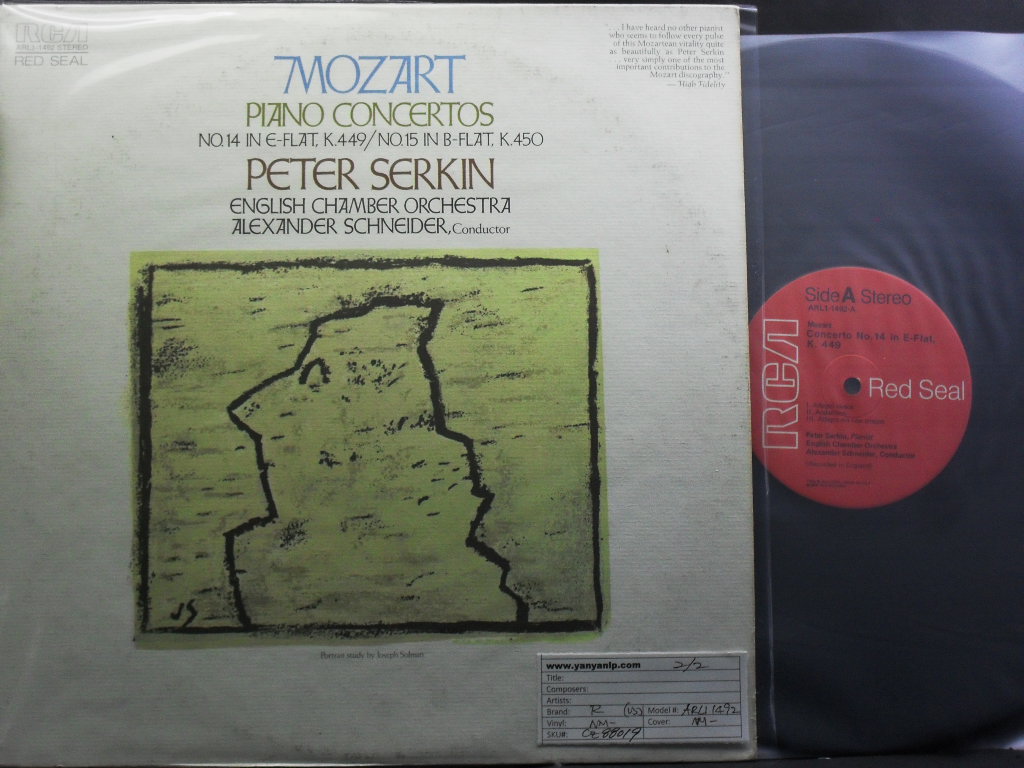 RCA
ARL1-1492 STEREO
RED SEAL
...I have heard no other pianist
who seems to follow every pulse
of this Mozartean vitality quite
as beautifully as Peter Serkin
...very simply one of the most
important contributions to the
Mozart discography."
— High Fidelity
MOZART
PIANO CONCERTOS
NO.14 IN E-FLAT, K.449/NO.15 IN B-FLAT, K.450
PETER SERKIN
ENGLISH CHAMBER ORCHESTRA
ALEXANDER SCHNEIDER, Conductor
JS
Portrait study by Joseph Solman
www.yanyanlp.com 2/2
Title:
Composers:
Artists:
Brand: R (US) Model #: ARL1 1492
Vinyl: NM- Cover: NM-
SKU#: CE88019
Side A Stereo
ARL1-1492-A
Mozart
Concerto No.14 in E-Flat,
K. 449
RCA
Red Seal
Peter Serkin, Pianist
English Chamber Orchestra
Alexander Schneider, Conductor
(Recorded in England)